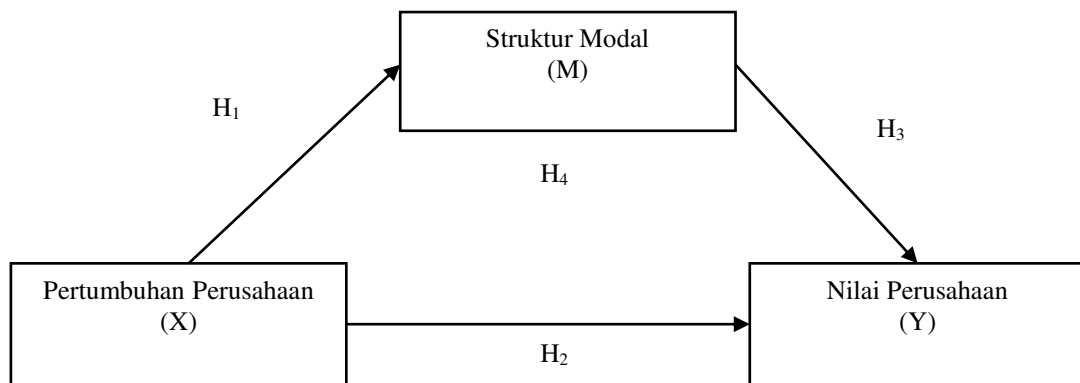 Struktur Modal
(M)
H₁
H₃
H₄
Pertumbuhan Perusahaan
(X)
Nilai Perusahaan
(Y)
H₂